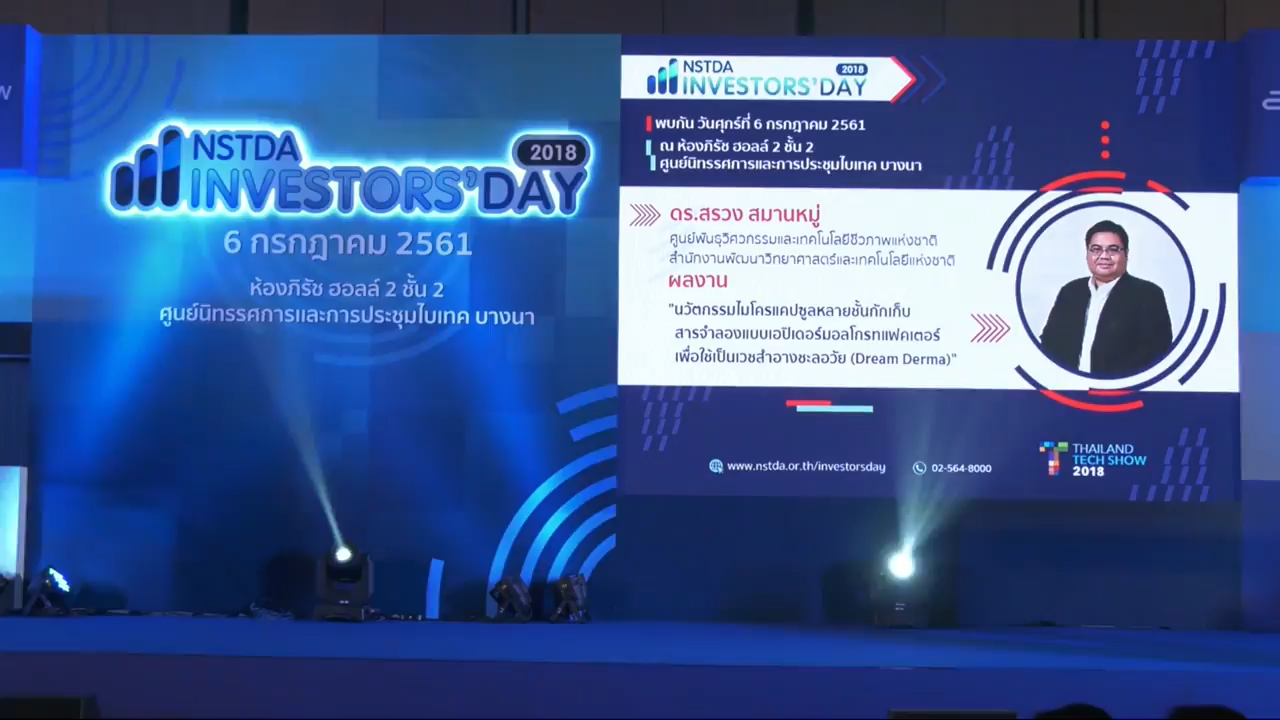 NSTDA
2018
INVESTORS' DAY
6 กรกฎาคม 2561
ห้องภิรัช ฮอลล์ 2 ชั้น 2
ศูนย์นิทรรศการและการประชุมไบเทค บางนา
NSTDA
2018
INVESTORS' DAY
พบกัน วันศุกร์ที่ 6 กรกฎาคม 2561
ณ ห้องภิรัช ฮอลล์ 2 ชั้น 2
ศูนย์นิทรรศการและการประชุมไบเทค บางนา
ดร.สรวง สมานหมู่
ศูนย์พันธุวิศวกรรมและเทคโนโลยีชีวภาพแห่งชาติ
สำนักงานพัฒนาวิทยาศาสตร์และเทคโนโลยีแห่งชาติ
ผลงาน
"นวัตกรรมไมโครแคปซูลหลายชั้นกักเก็บ
สารจำลองแบบเอปิเดอร์มอลโกรทแฟคเตอร์
เพื่อใช้เป็นเวชสำอางชะลอวัย (Dream Derma)"
www.nstda.or.th/investorsday
02-564-8000
THAILAND
TECH SHOW
2018